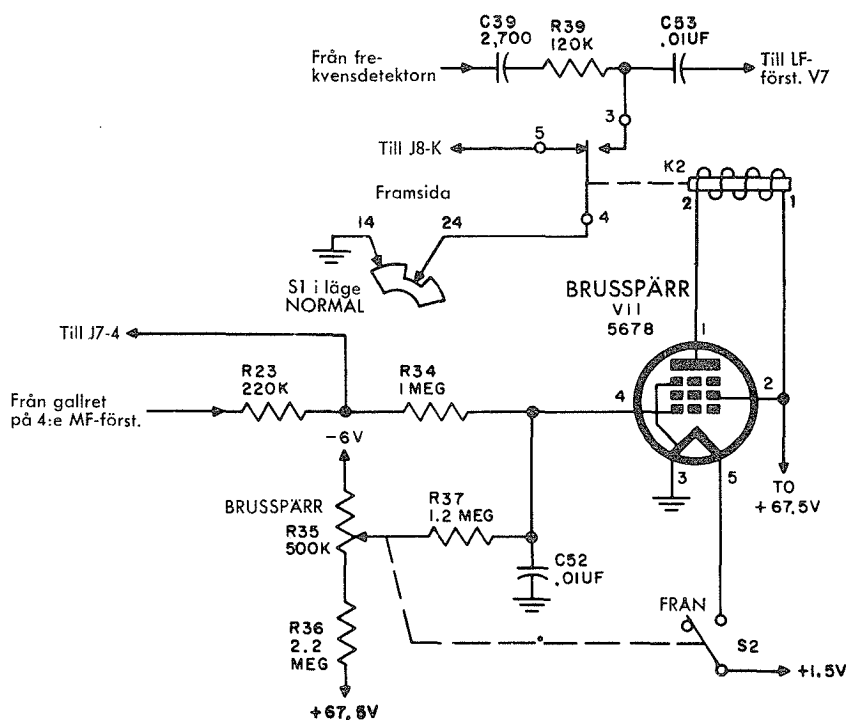 C39
2,700
R39
120K
C53
.01UF
Från fre-
kvensdetektorn
Till LF-
först. V7
3
5
Till J8-K
K2
2
1
Framsida
4
14
24
S1 i läge
NORMAL
BRUSSPÄRR
V11
5678
1
Till J7-4
R23
220K
R34
1 MEG
Från gallret
på 4:e MF-först.
4
2
-6V
3
5
TO
+67,5V
BRUSSPÄRR
R35
500K
R37
1.2 MEG
C52
.01UF
FRÅN
S2
R36
2.2
MEG
+1.5V
+67,5V